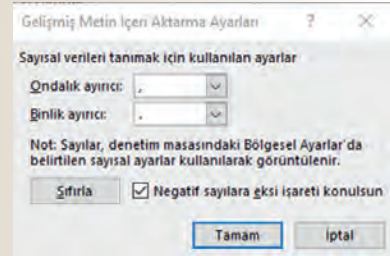 Gelişmiş Metin İçeri Aktarma Ayarları ? ×
Sayısal verileri tanımak için kullanılan ayarlar
Ondalık ayırıcı: ,
Binlik ayırıcı: .
Not: Sayılar, denetim masasındaki Bölgesel Ayarlar'da
belirtilen sayısal ayarlar kullanılarak görüntülenir.
Sıfırla Negatif sayılara eksi işareti konulsun
Tamam İptal